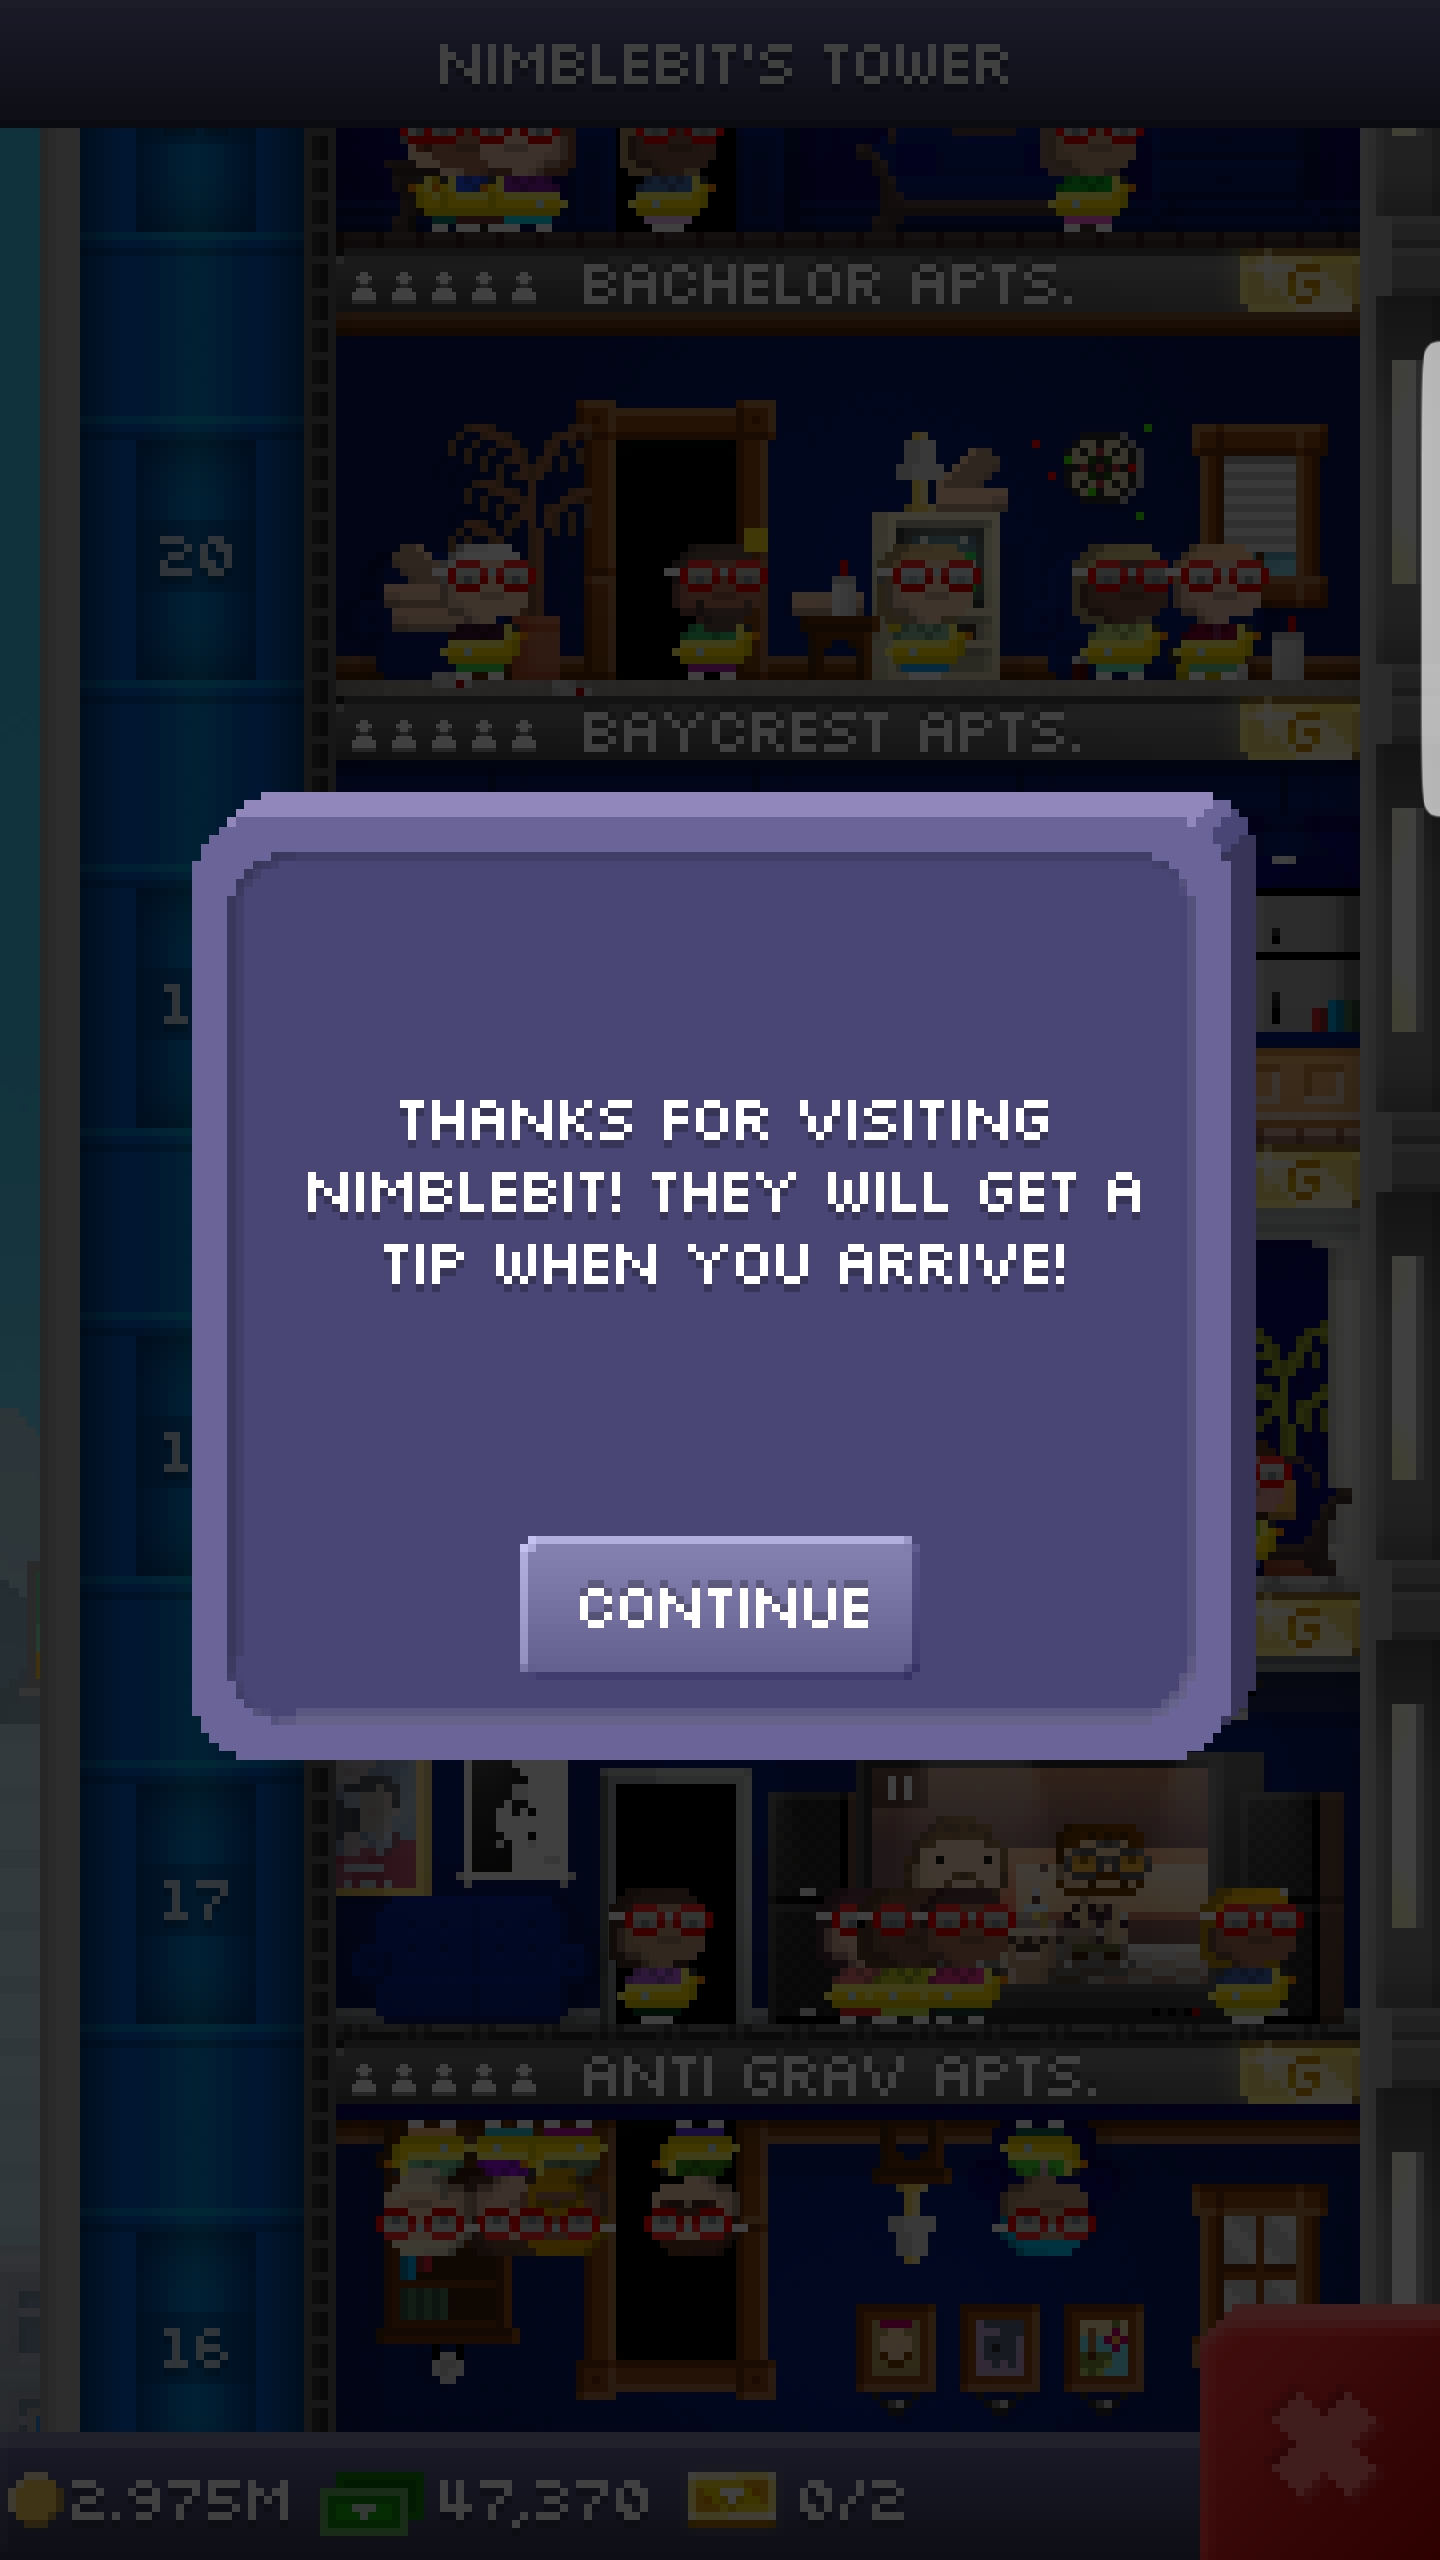 NIMBLEBIT'S TOWER
BACHELOR APTS.
G
20
BAYCREST APTS.
G
THANKS FOR VISITING
NIMBLEBIT! THEY WILL GET A
TIP WHEN YOU ARRIVE!
G
G
CONTINUE
17
ANTI GRAV APTS.
G
16
2.975M 47,370 0/2